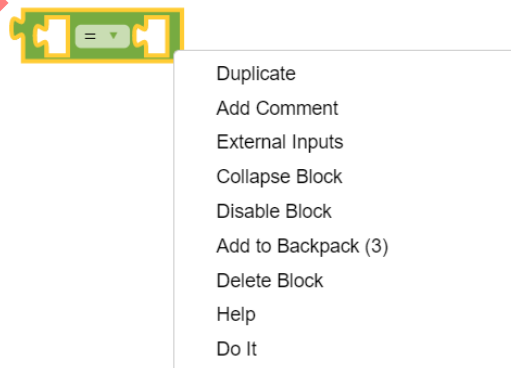 =
Duplicate
Add Comment
External Inputs
Collapse Block
Disable Block
Add to Backpack (3)
Delete Block
Help
Do It